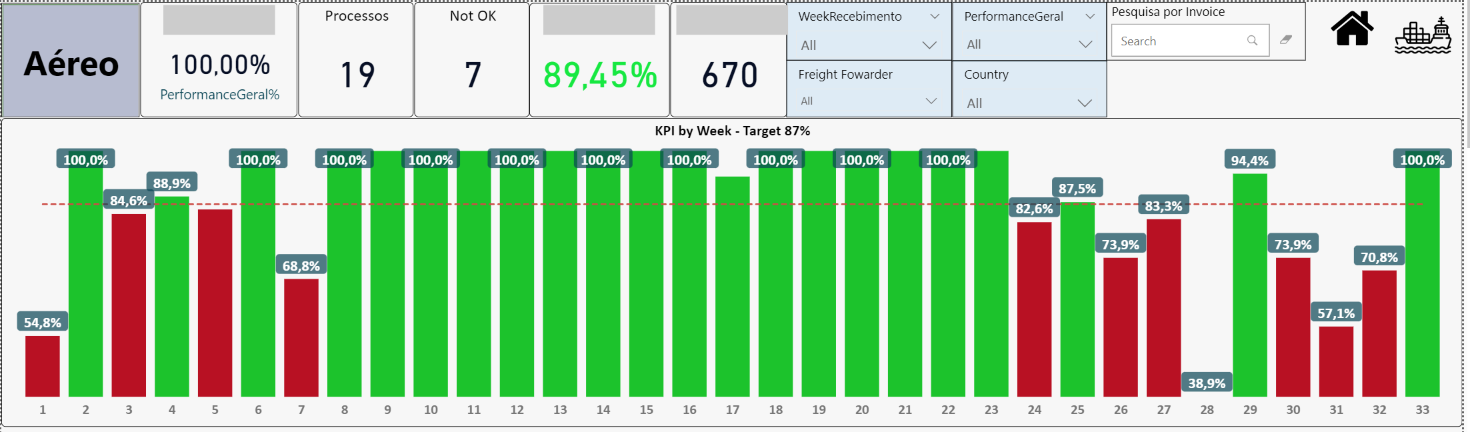 Aéreo
100,00%
PerformanceGeral%
Processos
19
Not OK
7
89,45%
670
WeekRecebimento
All
PerformanceGeral
All
Freight Fowarder
All
Country
All
Pesquisa por Invoice
Search
KPI by Week - Target 87%
54,8%
100,0%
84,6%
88,9%
100,0%
68,8%
100,0%
100,0%
100,0%
100,0%
100,0%
100,0%
100,0%
100,0%
82,6%
87,5%
73,9%
83,3%
38,9%
94,4%
73,9%
57,1%
70,8%
100,0%
1 2 3 4 5 6 7 8 9 10 11 12 13 14 15 16 17 18 19 20 21 22 23 24 25 26 27 28 29 30 31 32 33